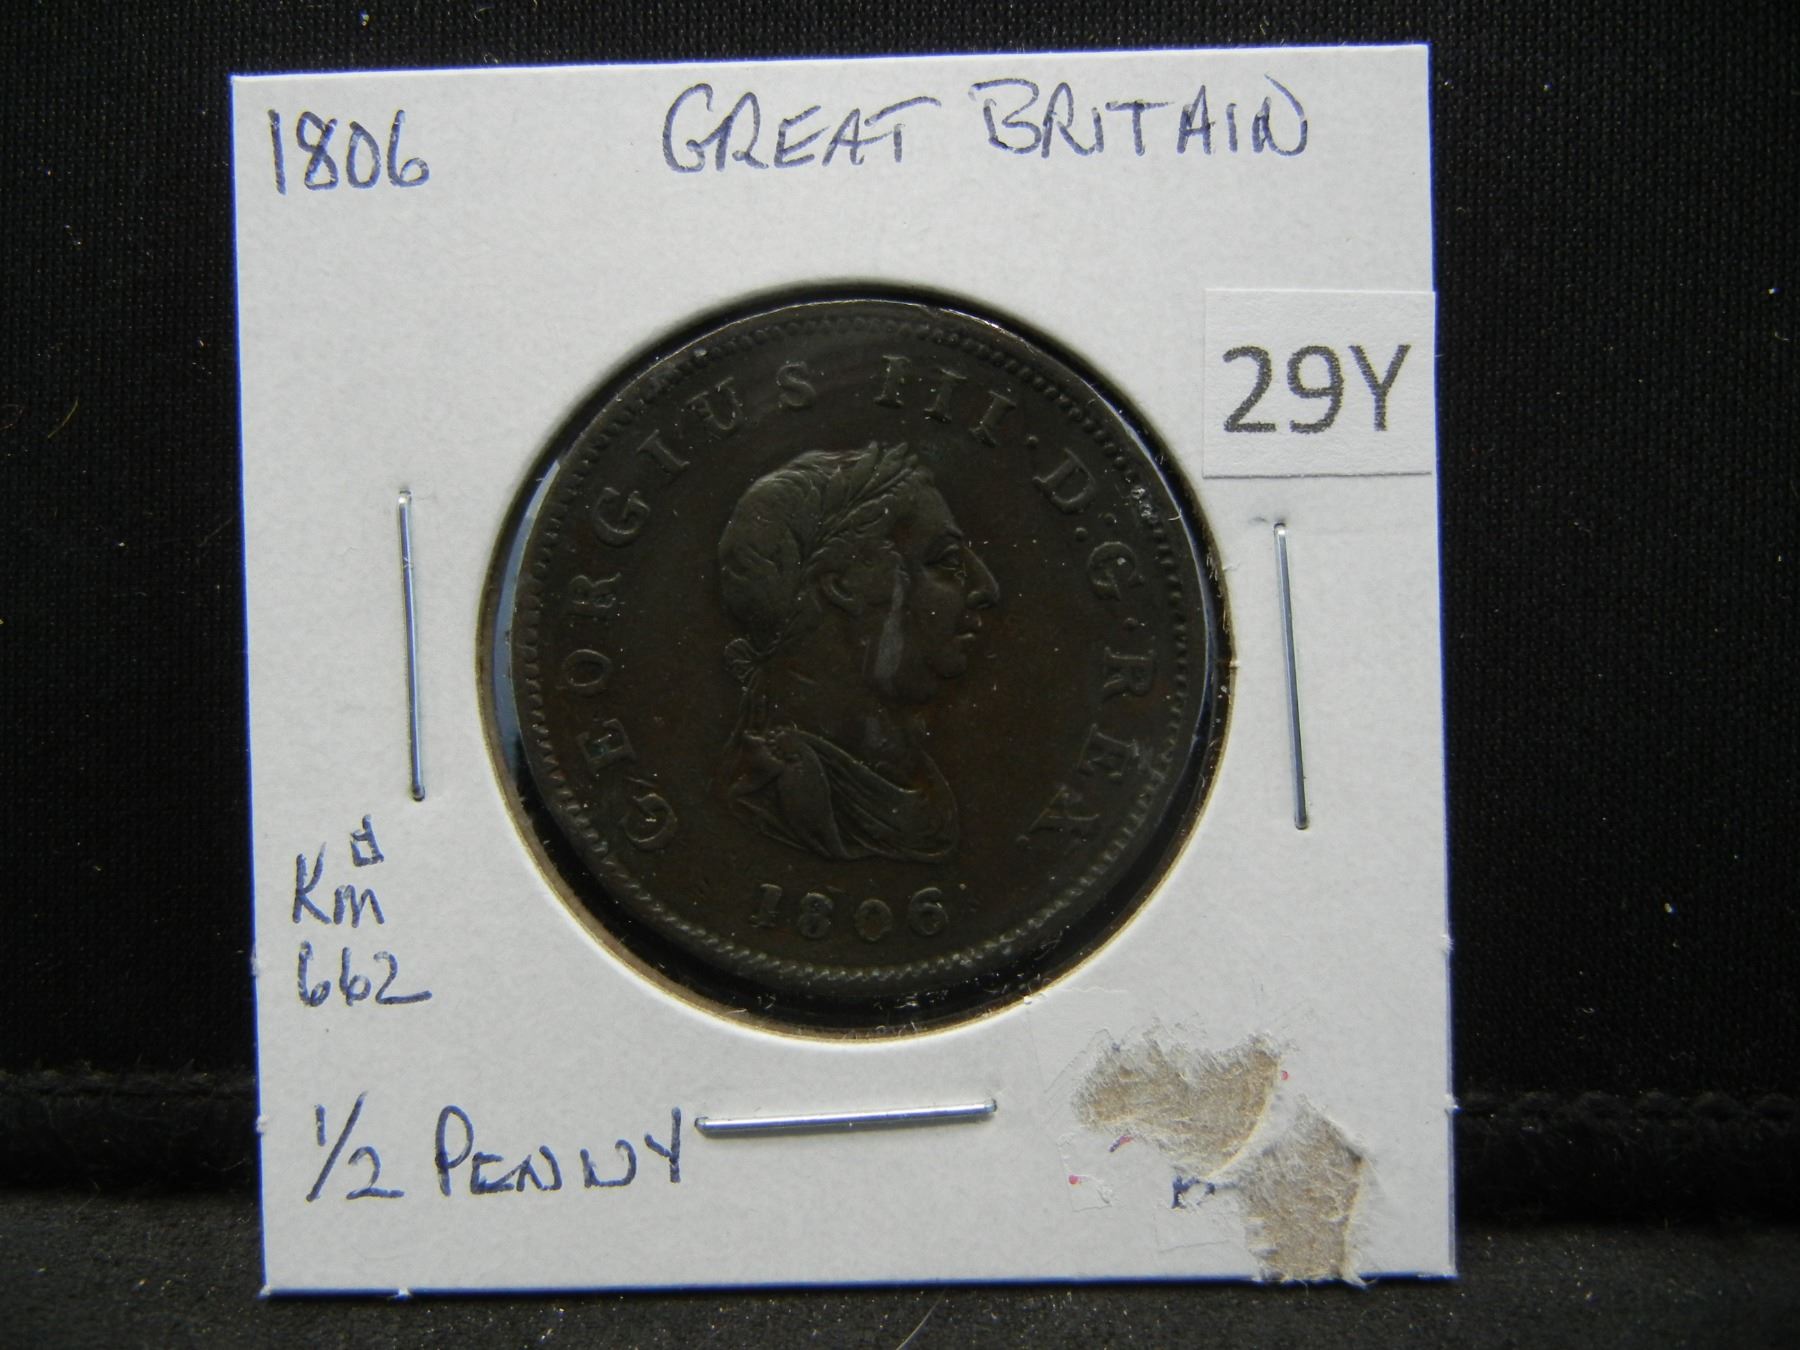 1806 GREAT BRITAIN
29Y
GEORGIUS III·D:G·REX.
1806
Km #
662
1/2 PENNY